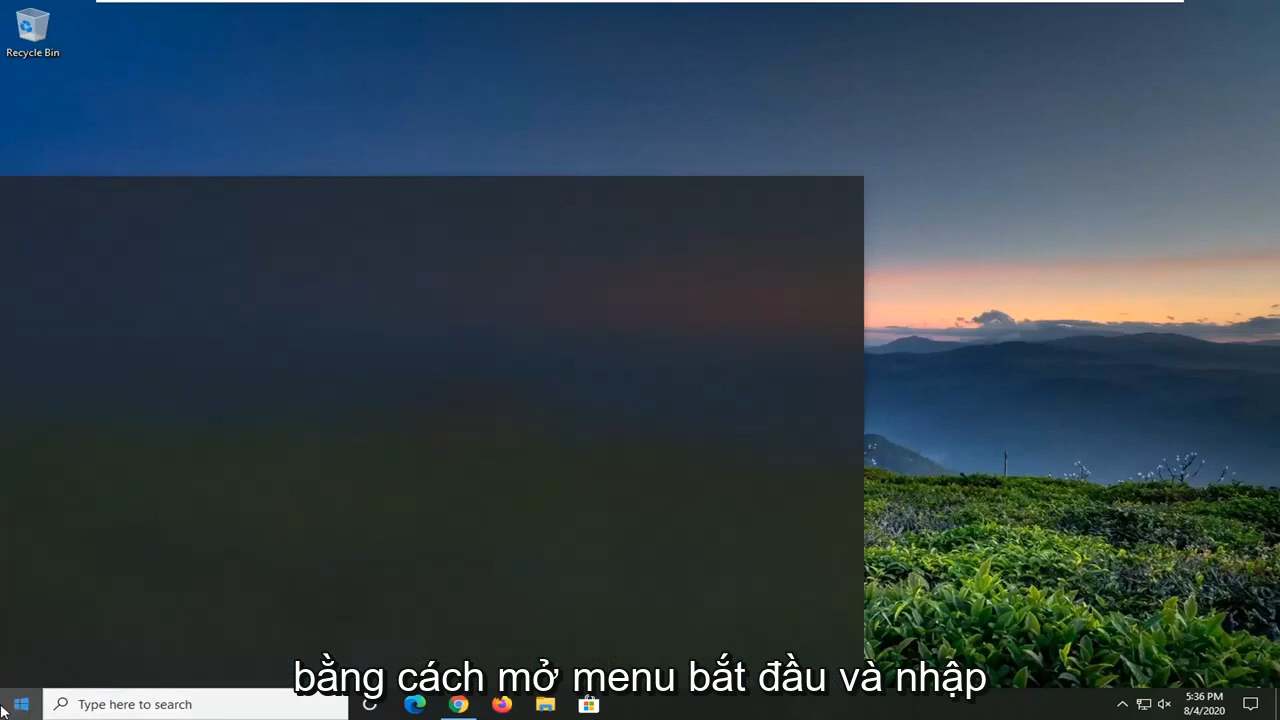 Recycle Bin
bằng cách mở menu bắt đầu và nhập
Type here to search
5:36 PM
8/4/2020